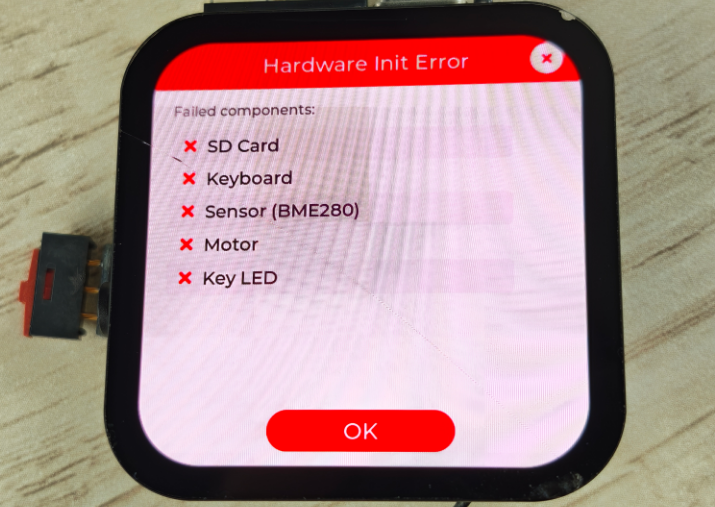 Hardware Init Error
Failed components:
SD Card
Keyboard
Sensor (BME280)
Motor
Key LED
OK